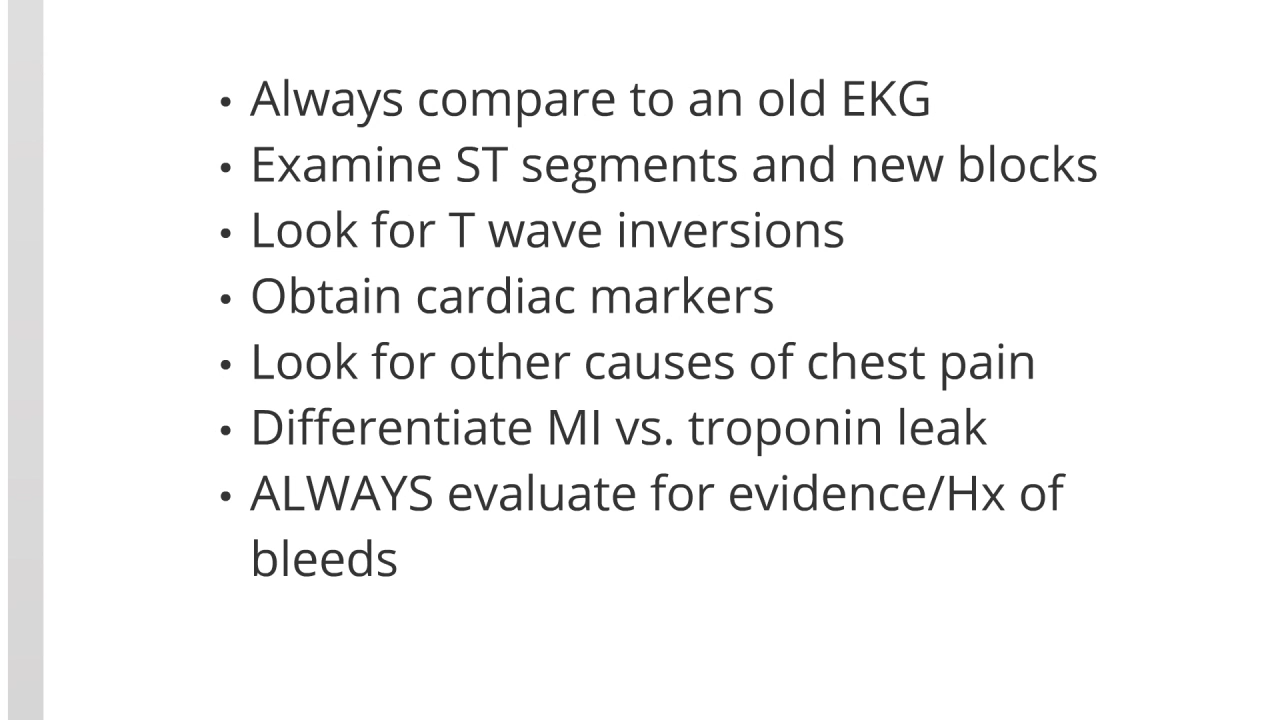 • Always compare to an old EKG
• Examine ST segments and new blocks
• Look for T wave inversions
• Obtain cardiac markers
• Look for other causes of chest pain
• Differentiate MI vs. troponin leak
• ALWAYS evaluate for evidence/Hx of
bleeds